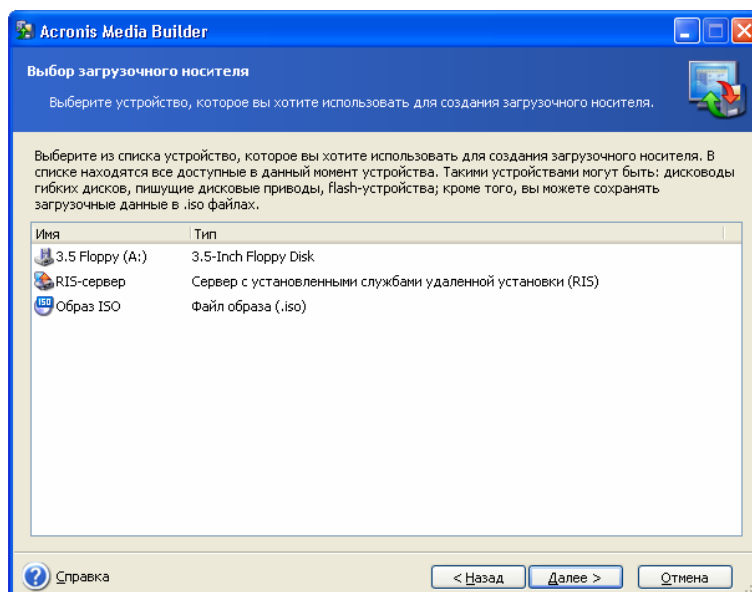 Acronis Media Builder
Выбор загрузочного носителя
Выберите устройство, которое вы хотите использовать для создания загрузочного носителя.
Выберите из списка устройство, которое вы хотите использовать для создания загрузочного носителя. В
списке находятся все доступные в данный момент устройства. Такими устройствами могут быть: дисководы
гибких дисков, пишущие дисковые приводы, flash-устройства; кроме того, вы можете сохранять
загрузочные данные в .iso файлах.
Имя Тип
3.5 Floppy (A:) 3.5-Inch Floppy Disk
RIS-сервер Сервер с установленными службами удаленной установки (RIS)
ISO Образ ISO Файл образа (.iso)
? Справка < Назад Далее > Отмена